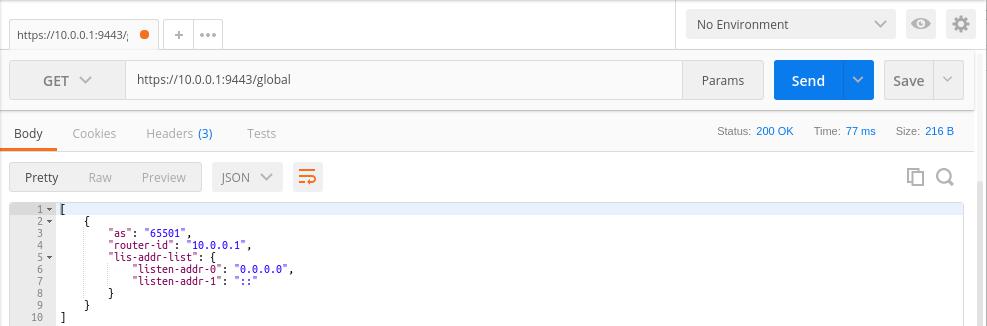 https://10.0.0.1:9443/g + ••• No Environment
GET https://10.0.0.1:9443/global Params Send Save
Body Cookies Headers (3) Tests Status: 200 OK Time: 77 ms Size: 216 B
Pretty Raw Preview JSON
1 [
2 {
3 "as": "65501",
4 "router-id": "10.0.0.1",
5 "lis-addr-list": {
6 "listen-addr-0": "0.0.0.0",
7 "listen-addr-1": "::"
8 }
9 }
10 ]